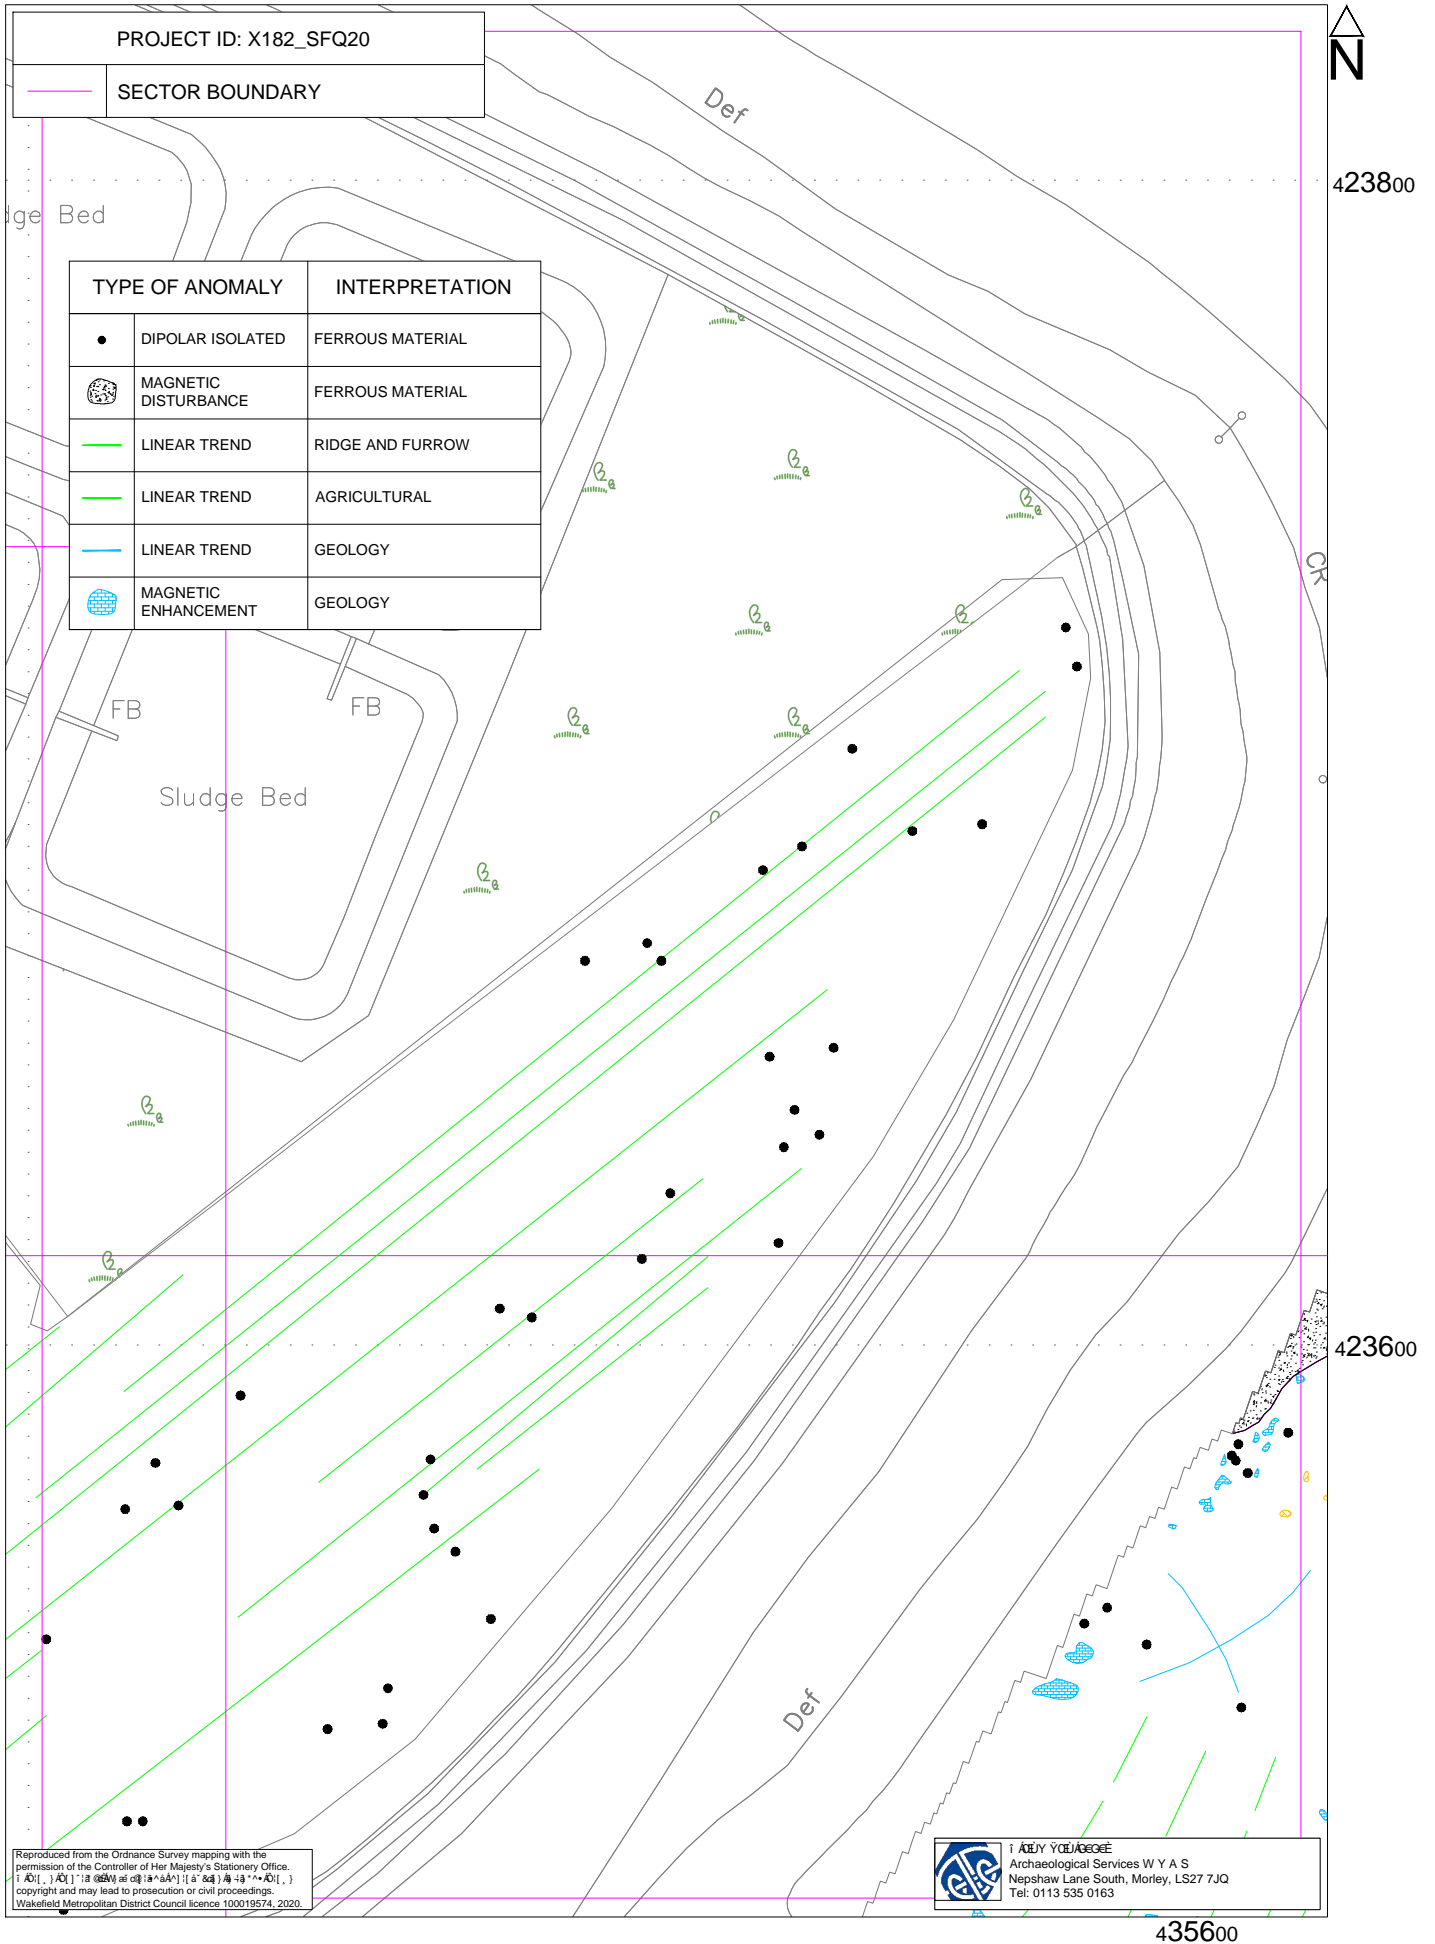 PROJECT ID: X182_SFQ20
SECTOR BOUNDARY
N
Def
423800
dge Bed
TYPE OF ANOMALY INTERPRETATION
DIPOLAR ISOLATED FERROUS MATERIAL
MAGNETIC
DISTURBANCE
FERROUS MATERIAL
LINEAR TREND RIDGE AND FURROW
LINEAR TREND AGRICULTURAL
LINEAR TREND GEOLOGY
MAGNETIC
ENHANCEMENT
GEOLOGY
CR
FB
FB
Sludge Bed
423600
Def
Reproduced from the Ordnance Survey mapping with the
permission of the Controller of Her Majesty's Stationery Office.
copyright and may lead to prosecution or civil proceedings.
Wakefield Metropolitan District Council licence 100019574, 2020.
Archaeological Services W Y A S
Nepshaw Lane South, Morley, LS27 7JQ
Tel: 0113 535 0163
435600